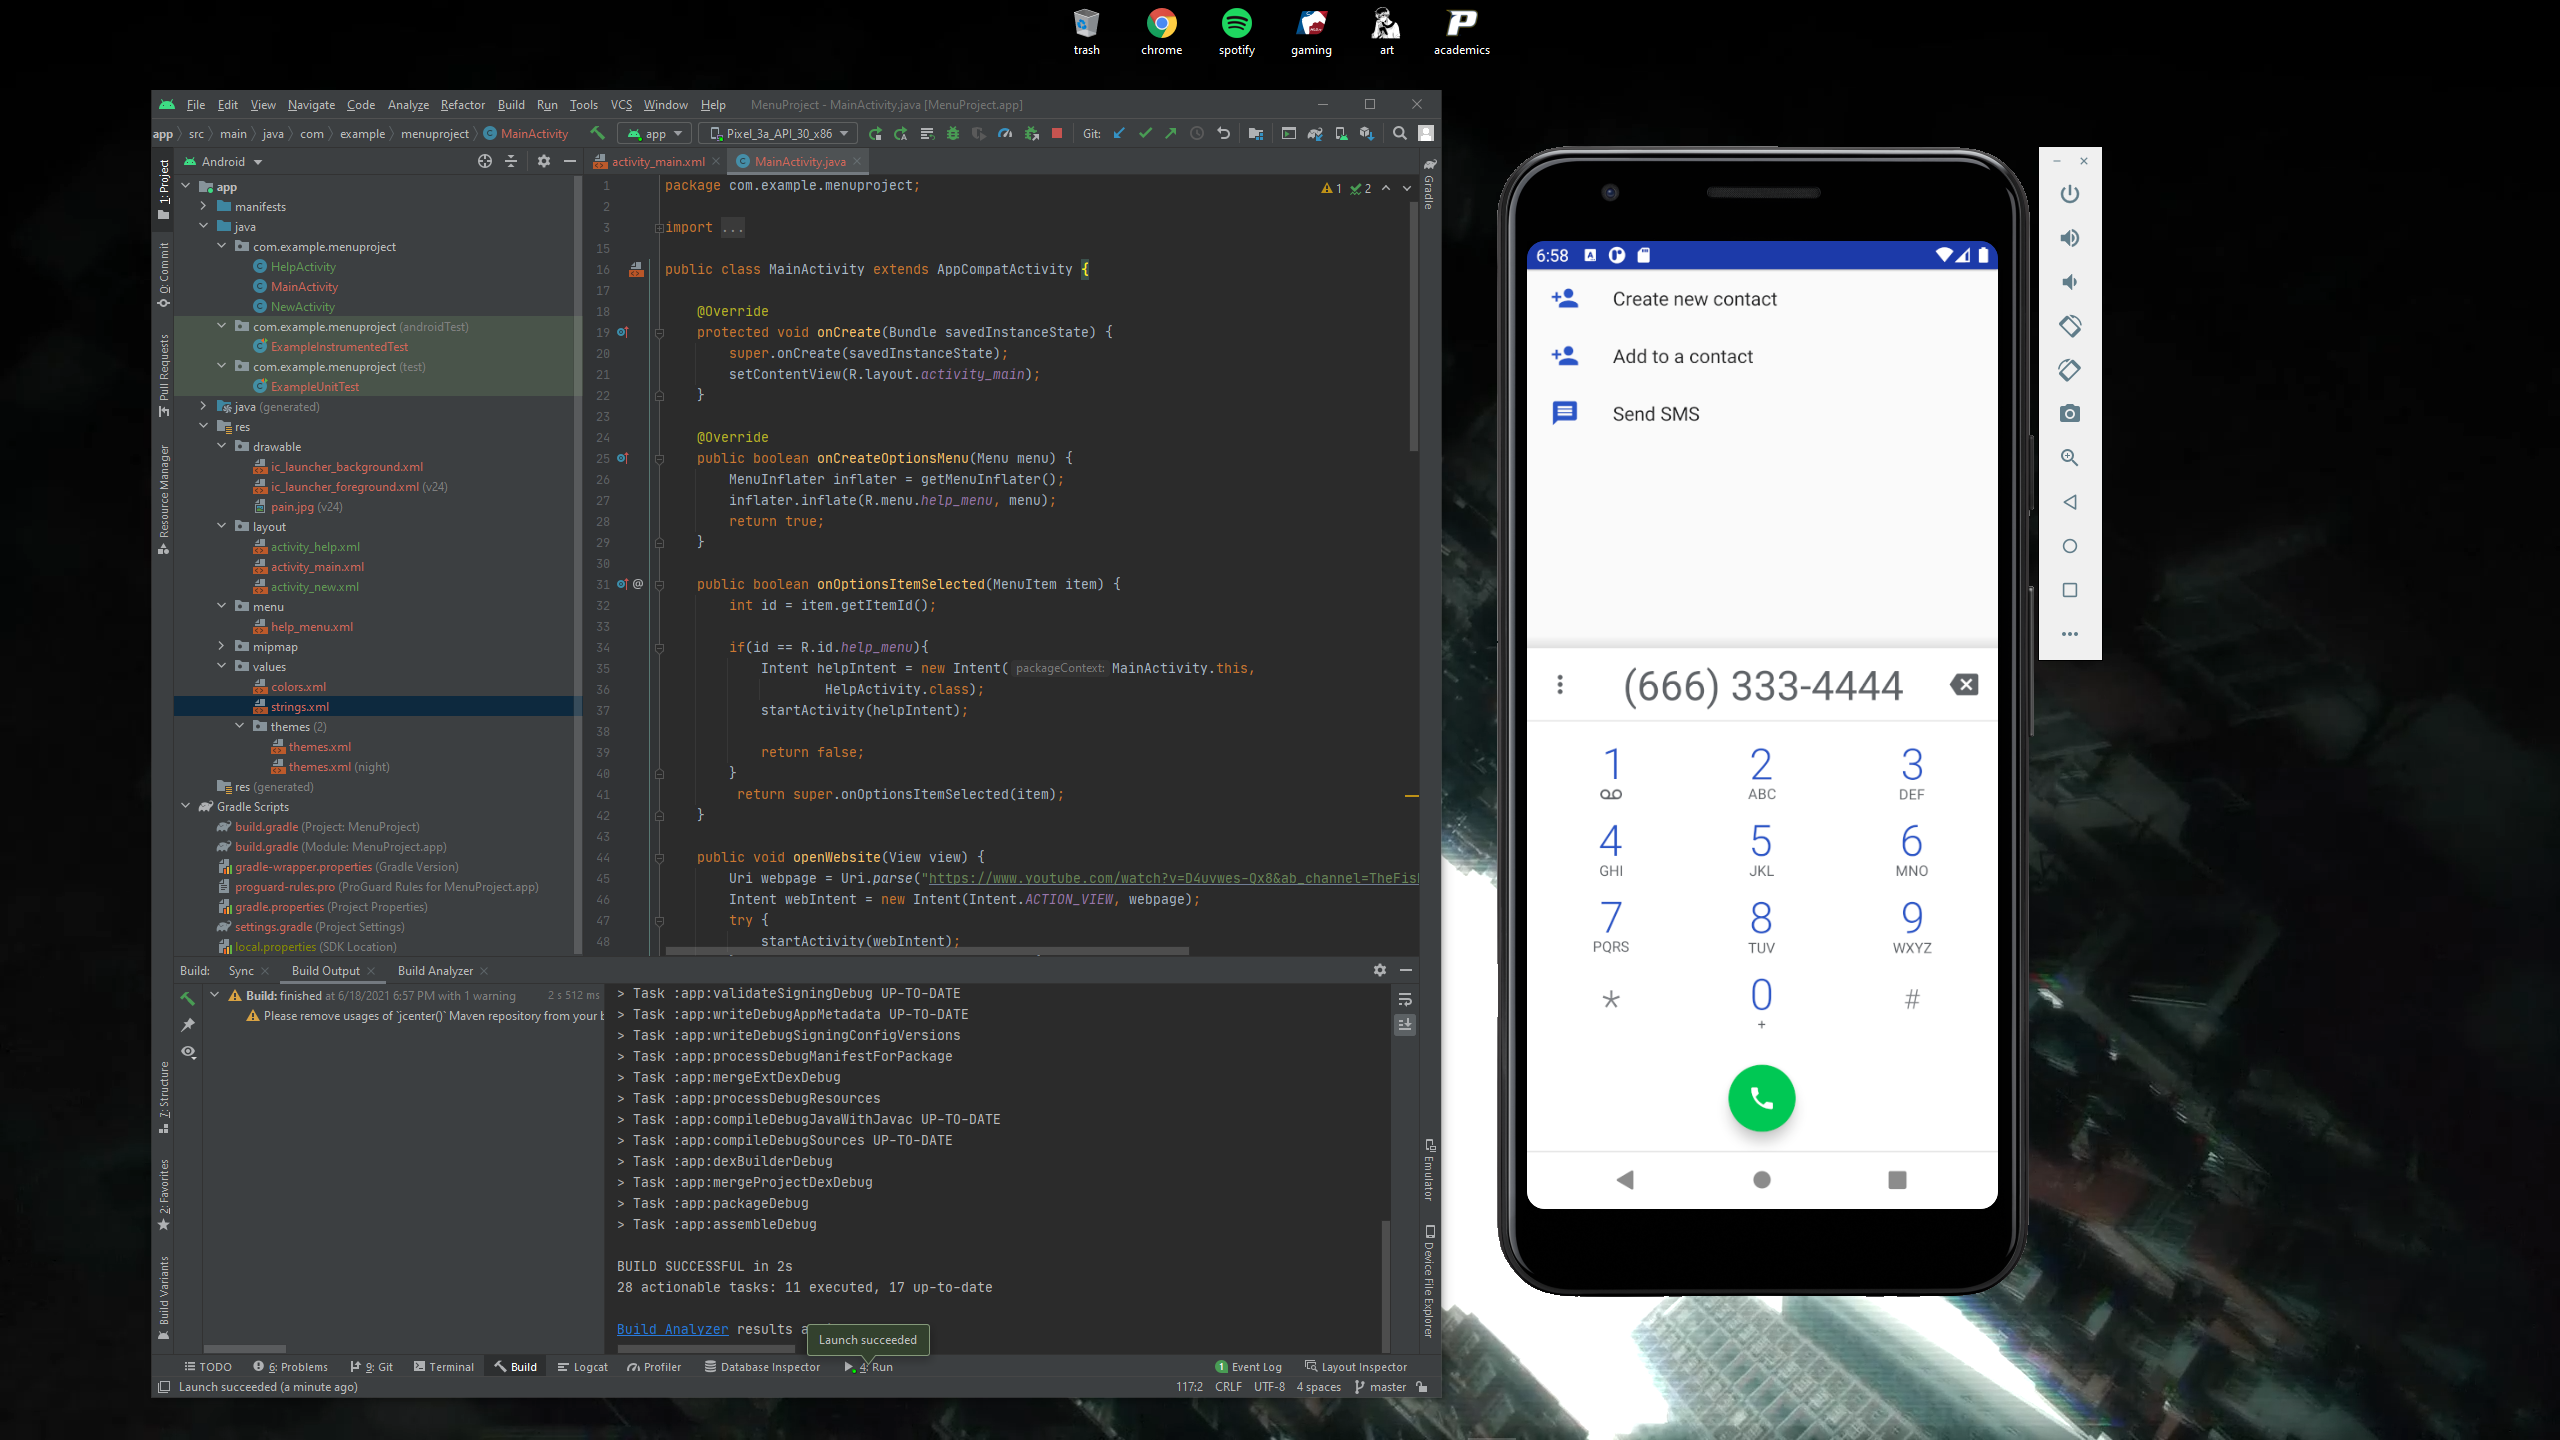 trash
chrome
spotify
gaming
art
academics
File Edit View Navigate Code Analyze Refactor Build Run Tools VCS Window Help MenuProject - MainActivity.java [MenuProject.app]
app src main java com example menuproject MainActivity app Pixel_3a_API_30_x86 Git:
Android
activity_main.xml MainActivity.java
1: Project
0: Commit
Pull Requests
Resource Manager
7: Structure
2: Favorites
Build Variants
app
manifests
java
com.example.menuproject
HelpActivity
MainActivity
NewActivity
com.example.menuproject (androidTest)
ExampleInstrumentedTest
com.example.menuproject (test)
ExampleUnitTest
java (generated)
res
drawable
ic_launcher_background.xml
ic_launcher_foreground.xml (v24)
pain.jpg (v24)
layout
activity_help.xml
activity_main.xml
activity_new.xml
menu
help_menu.xml
mipmap
values
colors.xml
strings.xml
themes (2)
themes.xml
themes.xml (night)
res (generated)
Gradle Scripts
build.gradle (Project: MenuProject)
build.gradle (Module: MenuProject.app)
gradle-wrapper.properties (Gradle Version)
proguard-rules.pro (ProGuard Rules for MenuProject.app)
gradle.properties (Project Properties)
settings.gradle (Project Settings)
local.properties (SDK Location)
1 package com.example.menuproject;
2
3 import ...
15
16 public class MainActivity extends AppCompatActivity {
17
18 @Override
19 protected void onCreate(Bundle savedInstanceState) {
20 super.onCreate(savedInstanceState);
21 setContentView(R.layout.activity_main);
22 }
23
24 @Override
25 public boolean onCreateOptionsMenu(Menu menu) {
26 MenuInflater inflater = getMenuInflater();
27 inflater.inflate(R.menu.help_menu, menu);
28 return true;
29 }
30
31 @ public boolean onOptionsItemSelected(MenuItem item) {
32 int id = item.getItemId();
33
34 if(id == R.id.help_menu){
35 Intent helpIntent = new Intent( packageContext: MainActivity.this,
36 HelpActivity.class);
37 startActivity(helpIntent);
38
39 return false;
40 }
41 return super.onOptionsItemSelected(item);
42 }
43
44 public void openWebsite(View view) {
45 Uri webpage = Uri.parse("https://www.youtube.com/watch?v=D4uvwes-Qx8&ab_channel=TheFis
46 Intent webIntent = new Intent(Intent.ACTION_VIEW, webpage);
47 try {
48 startActivity(webIntent);
1 2
Gradle
Emulator
Device File Explorer
Build: Sync Build Output Build Analyzer
Build: finished at 6/18/2021 6:57 PM with 1 warning 2 s 512 ms
Please remove usages of `jcenter()` Maven repository from your b
> Task :app:validateSigningDebug UP-TO-DATE
> Task :app:writeDebugAppMetadata UP-TO-DATE
> Task :app:writeDebugSigningConfigVersions
> Task :app:processDebugManifestForPackage
> Task :app:mergeExtDexDebug
> Task :app:processDebugResources
> Task :app:compileDebugJavaWithJavac UP-TO-DATE
> Task :app:compileDebugSources UP-TO-DATE
> Task :app:dexBuilderDebug
> Task :app:mergeProjectDexDebug
> Task :app:packageDebug
> Task :app:assembleDebug
BUILD SUCCESSFUL in 2s
28 actionable tasks: 11 executed, 17 up-to-date
Build Analyzer results a
Launch succeeded
TODO 6: Problems 9: Git Terminal Build Logcat Profiler Database Inspector 4: Run 1 Event Log Layout Inspector
Launch succeeded (a minute ago) 117:2 CRLF UTF-8 4 spaces master
6:58
Create new contact
Add to a contact
Send SMS
(666) 333-4444
1 2 3
ABC DEF
4 5 6
GHI JKL MNO
7 8 9
PQRS TUV WXYZ
* 0 #
+